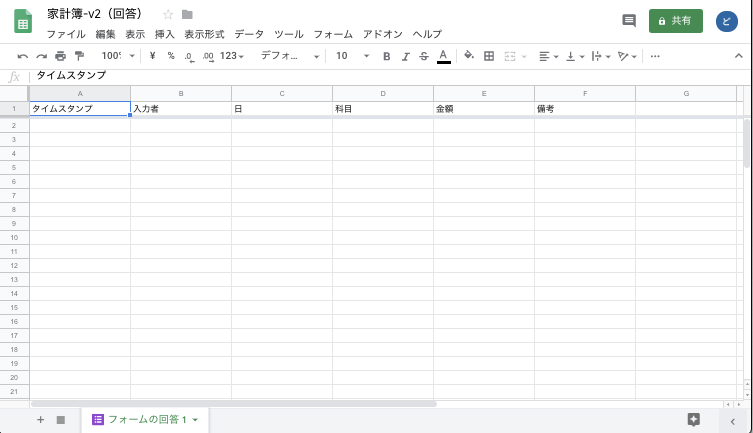 家計簿-v2（回答）
共有
ど
ファイル 編集 表示 挿入 表示形式 データ ツール フォーム アドオン ヘルプ
100% ¥ % .0 .00 123 デフォ... 10 B I S A
fx タイムスタンプ
A B C D E F G
1 タイムスタンプ 入力者 日 科目 金額 備考
2
3
4
5
6
7
8
9
10
11
12
13
14
15
16
17
18
19
20
21
フォームの回答 1